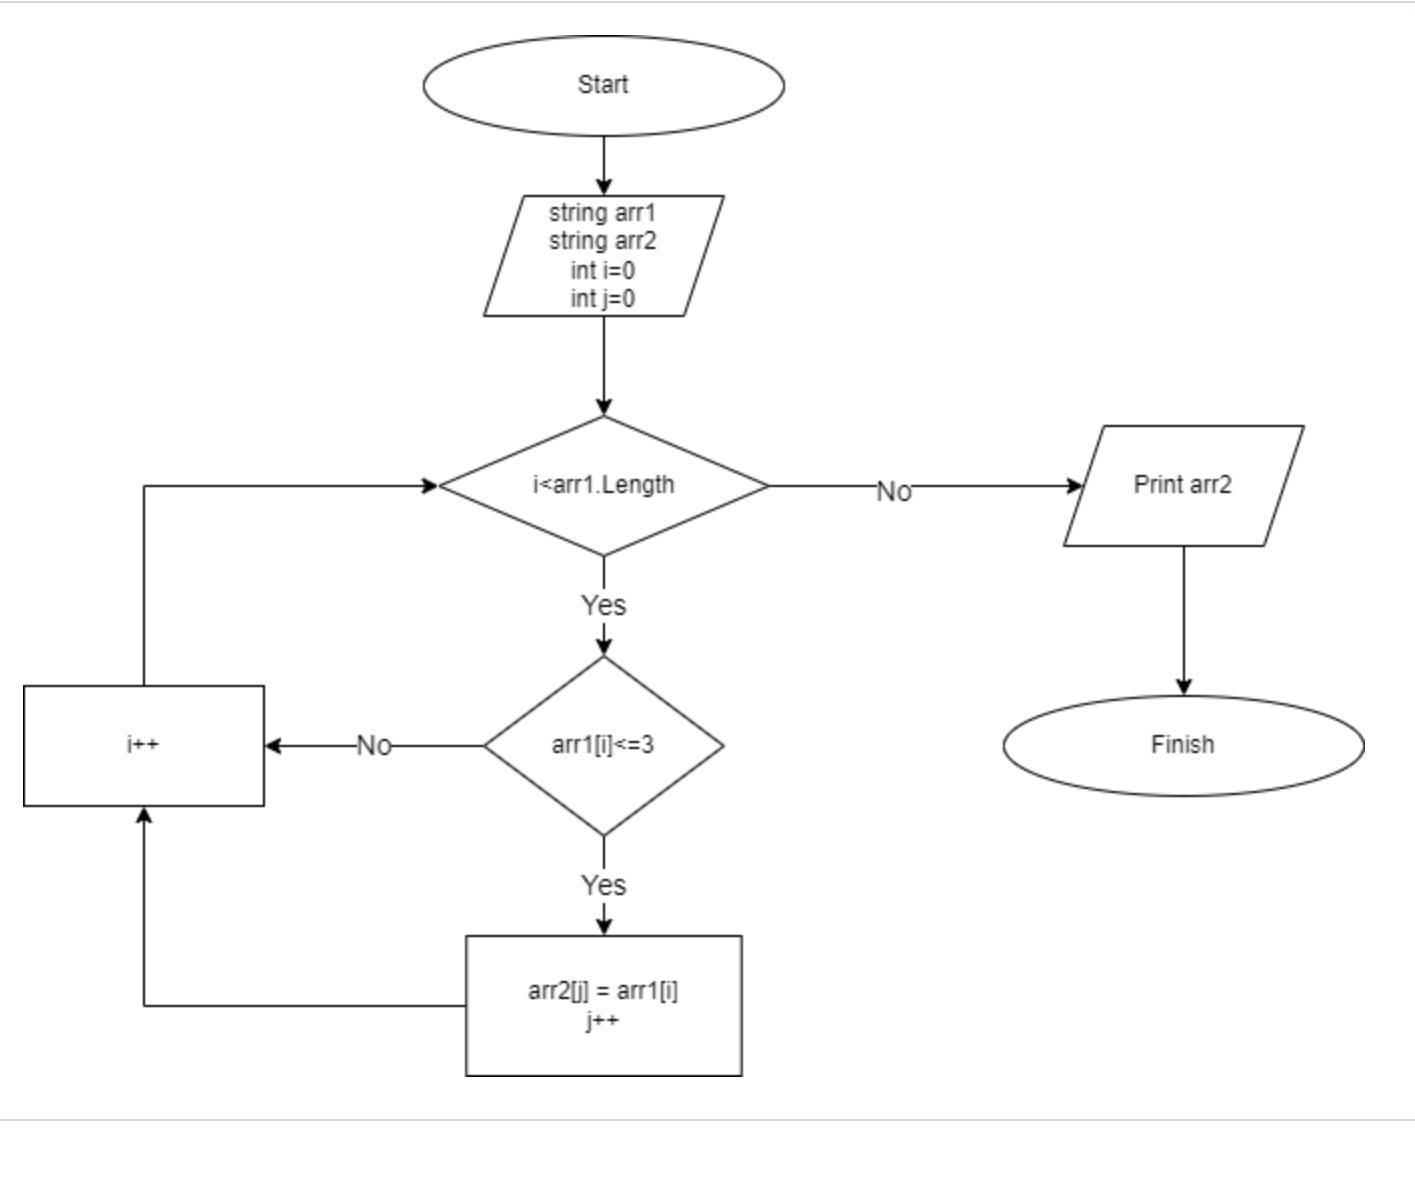 Start
string arr1
string arr2
int i=0
int j=0
i<arr1.Length
No
Print arr2
Yes
i++
No
arr1[i]<=3
Finish
Yes
arr2[j] = arr1[i]
j++